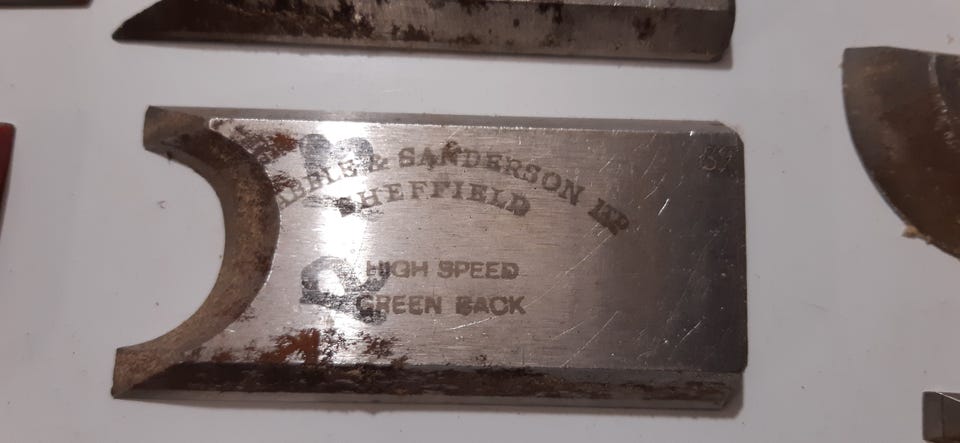 & SANDERSON LTD
SHEFFIELD
HIGH SPEED
GREEN BACK